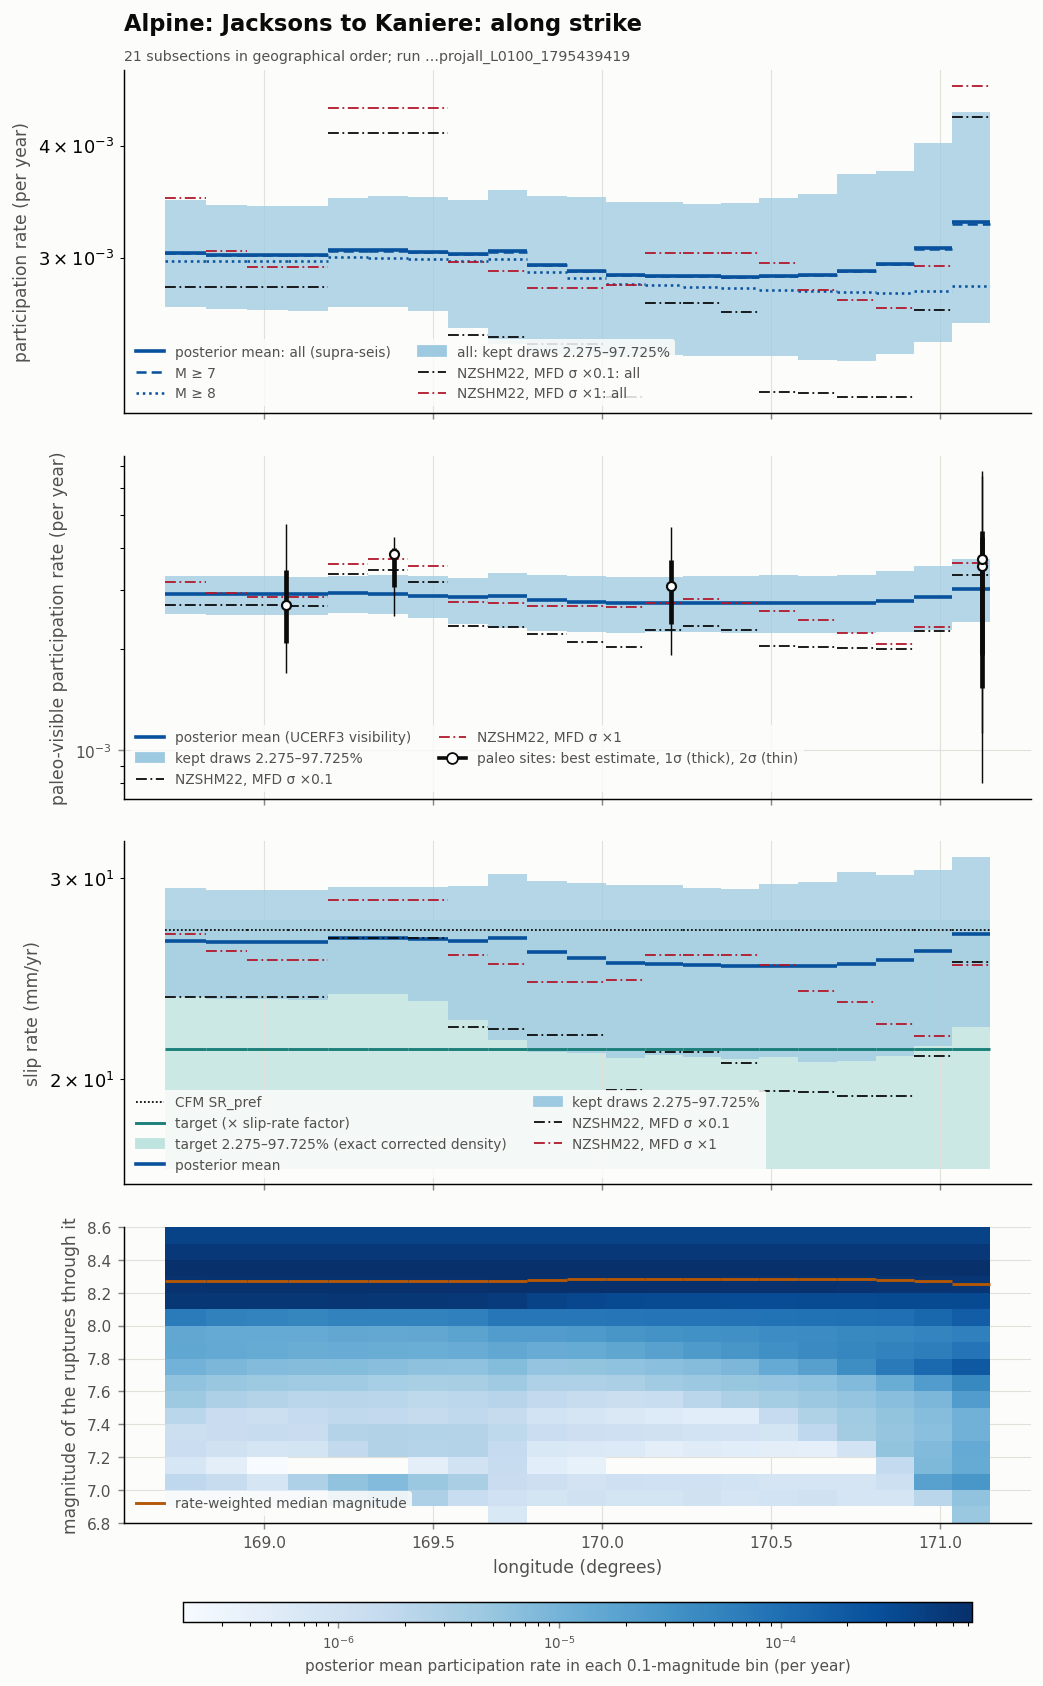 Alpine: Jacksons to Kaniere: along strike
21 subsections in geographical order; run ...projall_L0100_1795439419
participation rate (per year)
4 × 10⁻³
3 × 10⁻³
posterior mean: all (supra-seis)
M ≥ 7
M ≥ 8
all: kept draws 2.275–97.725%
NZSHM22, MFD σ ×0.1: all
NZSHM22, MFD σ ×1: all
paleo-visible participation rate (per year)
10⁻³
posterior mean (UCERF3 visibility)
kept draws 2.275–97.725%
NZSHM22, MFD σ ×0.1
NZSHM22, MFD σ ×1
paleo sites: best estimate, 1σ (thick), 2σ (thin)
slip rate (mm/yr)
3 × 10¹
2 × 10¹
CFM SR_pref
target (× slip-rate factor)
target 2.275–97.725% (exact corrected density)
posterior mean
kept draws 2.275–97.725%
NZSHM22, MFD σ ×0.1
NZSHM22, MFD σ ×1
magnitude of the ruptures through it
8.6
8.4
8.2
8.0
7.8
7.6
7.4
7.2
7.0
6.8
rate-weighted median magnitude
169.0
169.5
170.0
170.5
171.0
longitude (degrees)
10⁻⁶
10⁻⁵
10⁻⁴
posterior mean participation rate in each 0.1-magnitude bin (per year)